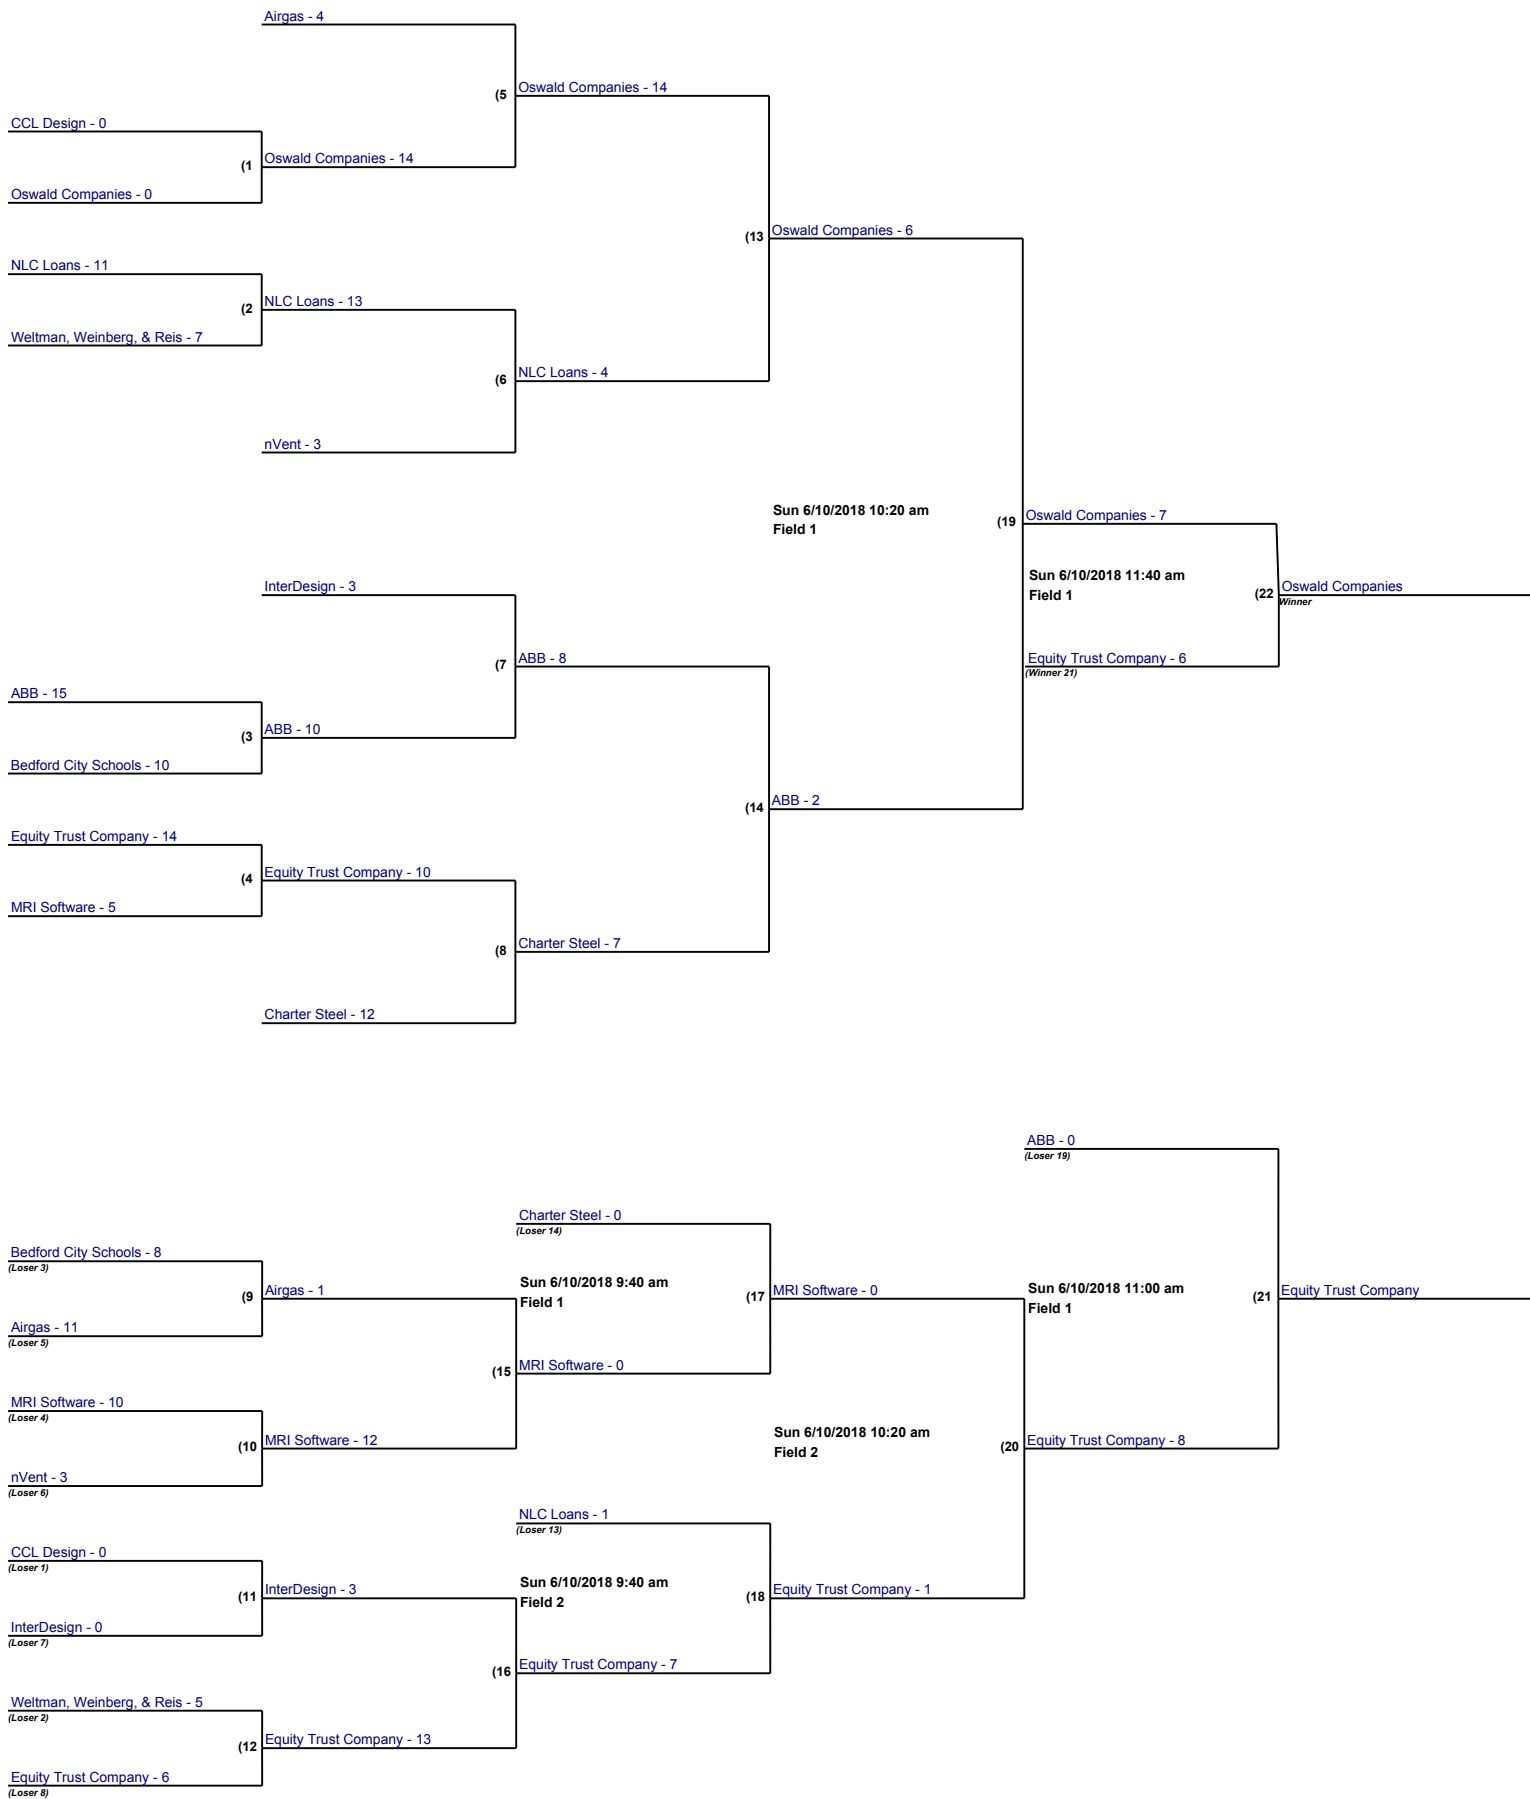 Airgas - 4
(5
Oswald Companies - 14
CCL Design - 0
(1
Oswald Companies - 14
Oswald Companies - 0
(13
Oswald Companies - 6
NLC Loans - 11
(2
NLC Loans - 13
Weltman, Weinberg, & Reis - 7
(6
NLC Loans - 4
nVent - 3
Sun 6/10/2018 10:20 am
Field 1
(19
Oswald Companies - 7
InterDesign - 3
Sun 6/10/2018 11:40 am
Field 1
(22
Oswald Companies
Winner
(7
ABB - 8
Equity Trust Company - 6
(Winner 21)
ABB - 15
(3
ABB - 10
Bedford City Schools - 10
(14
ABB - 2
Equity Trust Company - 14
(4
Equity Trust Company - 10
MRI Software - 5
(8
Charter Steel - 7
Charter Steel - 12
ABB - 0
(Loser 19)
Charter Steel - 0
(Loser 14)
Bedford City Schools - 8
(Loser 3)
(9
Airgas - 1
Sun 6/10/2018 9:40 am
Field 1
(17
MRI Software - 0
Sun 6/10/2018 11:00 am
Field 1
(21
Equity Trust Company
Airgas - 11
(Loser 5)
(15
MRI Software - 0
MRI Software - 10
(Loser 4)
(10
MRI Software - 12
Sun 6/10/2018 10:20 am
Field 2
(20
Equity Trust Company - 8
nVent - 3
(Loser 6)
NLC Loans - 1
(Loser 13)
CCL Design - 0
(Loser 1)
(11
InterDesign - 3
Sun 6/10/2018 9:40 am
Field 2
(18
Equity Trust Company - 1
InterDesign - 0
(Loser 7)
(16
Equity Trust Company - 7
Weltman, Weinberg, & Reis - 5
(Loser 2)
(12
Equity Trust Company - 13
Equity Trust Company - 6
(Loser 8)